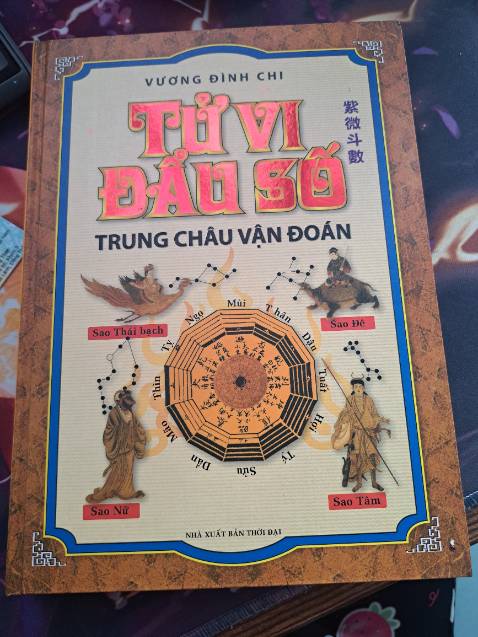 VƯƠNG ĐÌNH CHI
TỬ VI
ĐẨU SỐ
紫微斗數
TRUNG CHÂU VẬN ĐOÁN
Sao Thái bạch
Sao Đê
Ngọ
Mùi
Thân
Tỵ
Dậu
Thìn
Tuất
Mão
Hợi
Dần
Sửu
Tý
Sao Nữ
Sao Tâm
NHÀ XUẤT BẢN THỜI ĐẠI